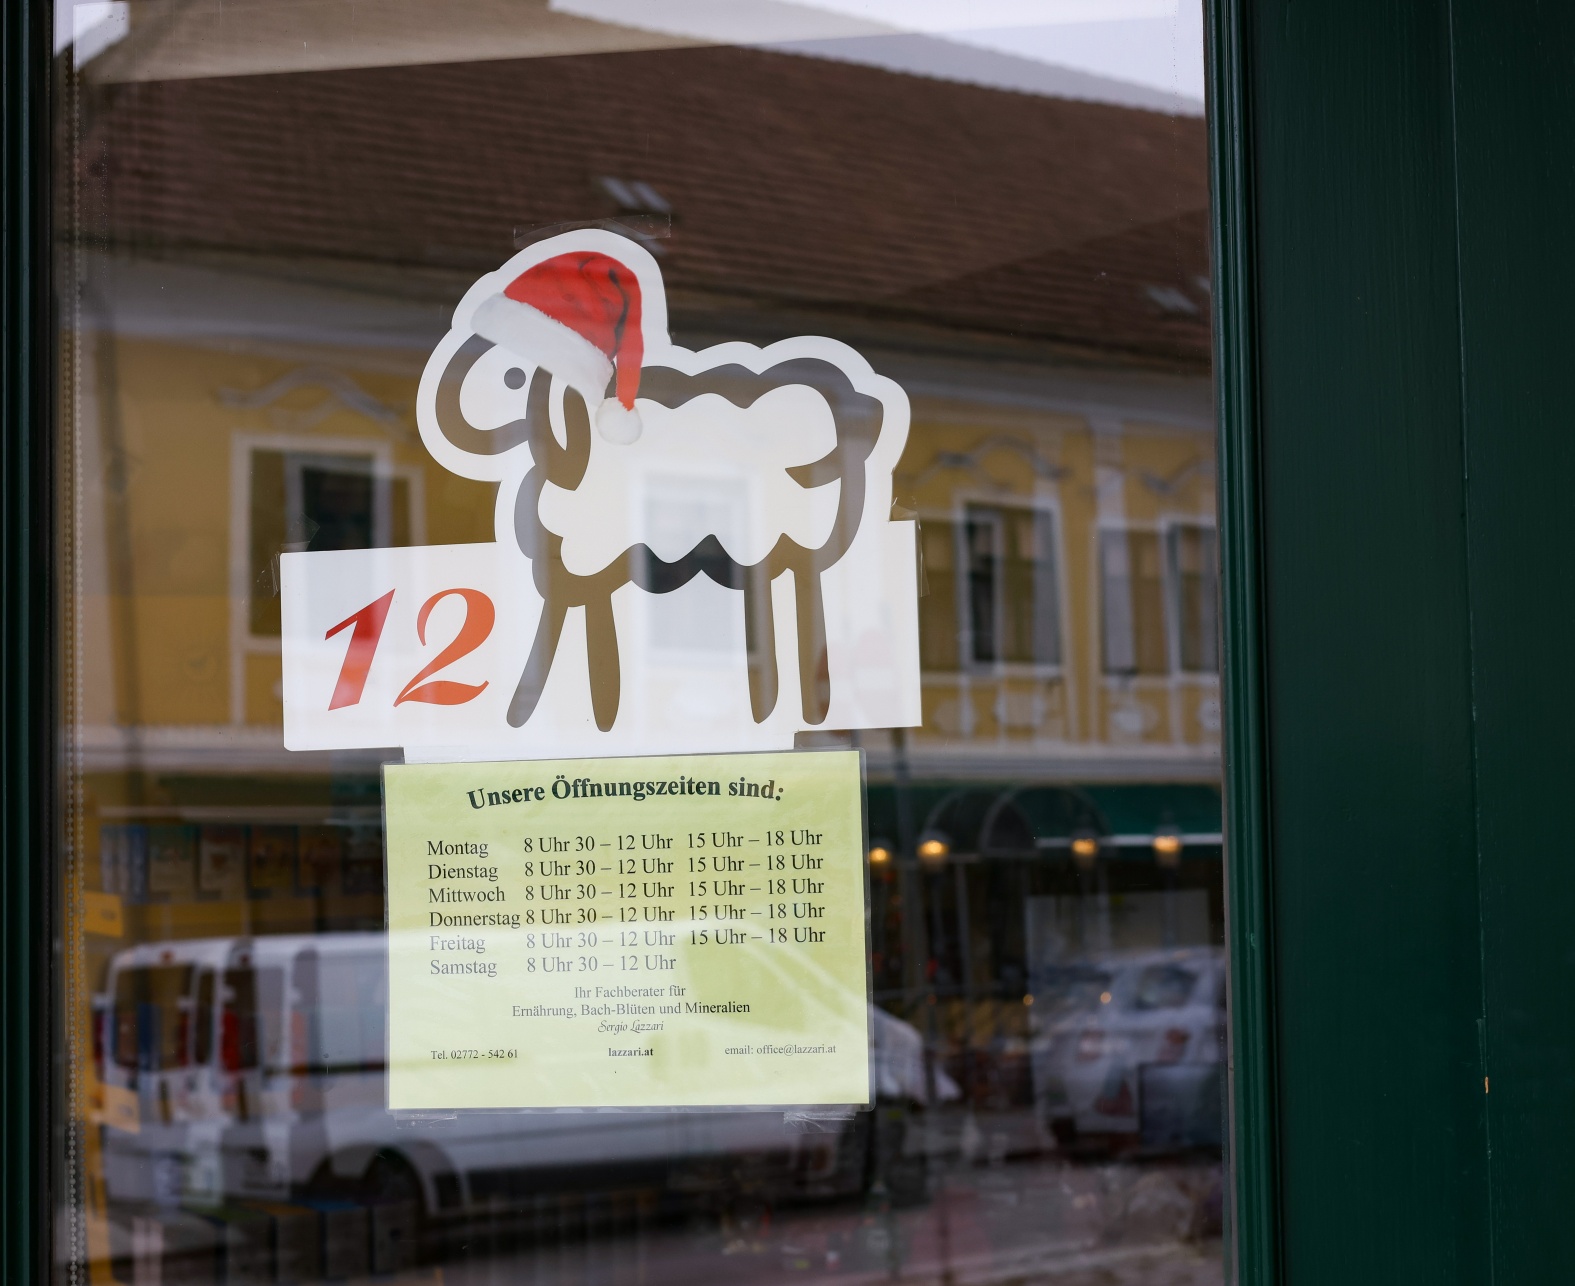 12
Unsere Öffnungszeiten sind:
Montag 8 Uhr 30 – 12 Uhr 15 Uhr – 18 Uhr
Dienstag 8 Uhr 30 – 12 Uhr 15 Uhr – 18 Uhr
Mittwoch 8 Uhr 30 – 12 Uhr 15 Uhr – 18 Uhr
Donnerstag 8 Uhr 30 – 12 Uhr 15 Uhr – 18 Uhr
Freitag 8 Uhr 30 – 12 Uhr 15 Uhr – 18 Uhr
Samstag 8 Uhr 30 – 12 Uhr
Ihr Fachberater für
Ernährung, Bach-Blüten und Mineralien
Sergio Lazzari
Tel. 02772 - 542 61 lazzari.at email: office@lazzari.at